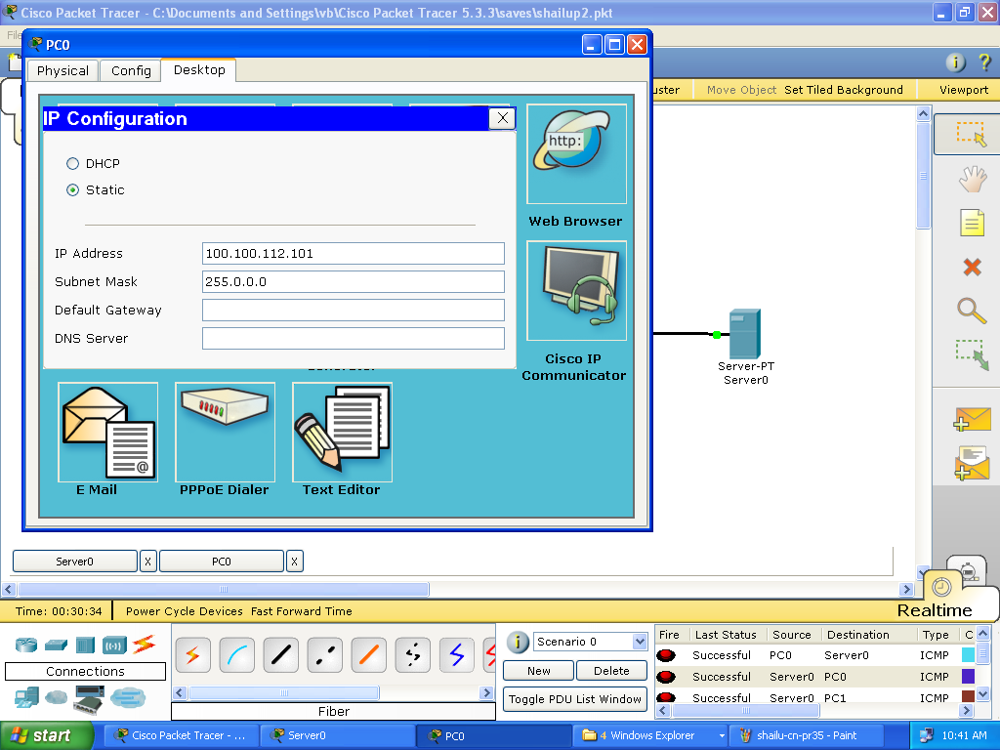 Cisco Packet Tracer - C:\Documents and Settings\vb\Cisco Packet Tracer 5.3.3\saves\shailup2.pkt
File
PC0
Physical
Config
Desktop
Move Object
Set Tiled Background
Viewport
IP Configuration
X
http:
DHCP
Static
Web Browser
IP Address
100.100.112.101
Subnet Mask
255.0.0.0
Default Gateway
DNS Server
Cisco IP
Communicator
Server-PT
Server0
@
E Mail
PPPoE Dialer
Text Editor
Server0
X
PC0
X
Time: 00:30:34
Power Cycle Devices Fast Forward Time
Realtime
Connections
Fiber
i
Scenario 0
New
Delete
Toggle PDU List Window
Fire Last Status Source Destination Type C
Successful PC0 Server0 ICMP
Successful Server0 PC0 ICMP
Successful Server0 PC1 ICMP
start
Cisco Packet Tracer - ...
Server0
PC0
4 Windows Explorer
shailu-cn-pr35 - Paint
10:41 AM